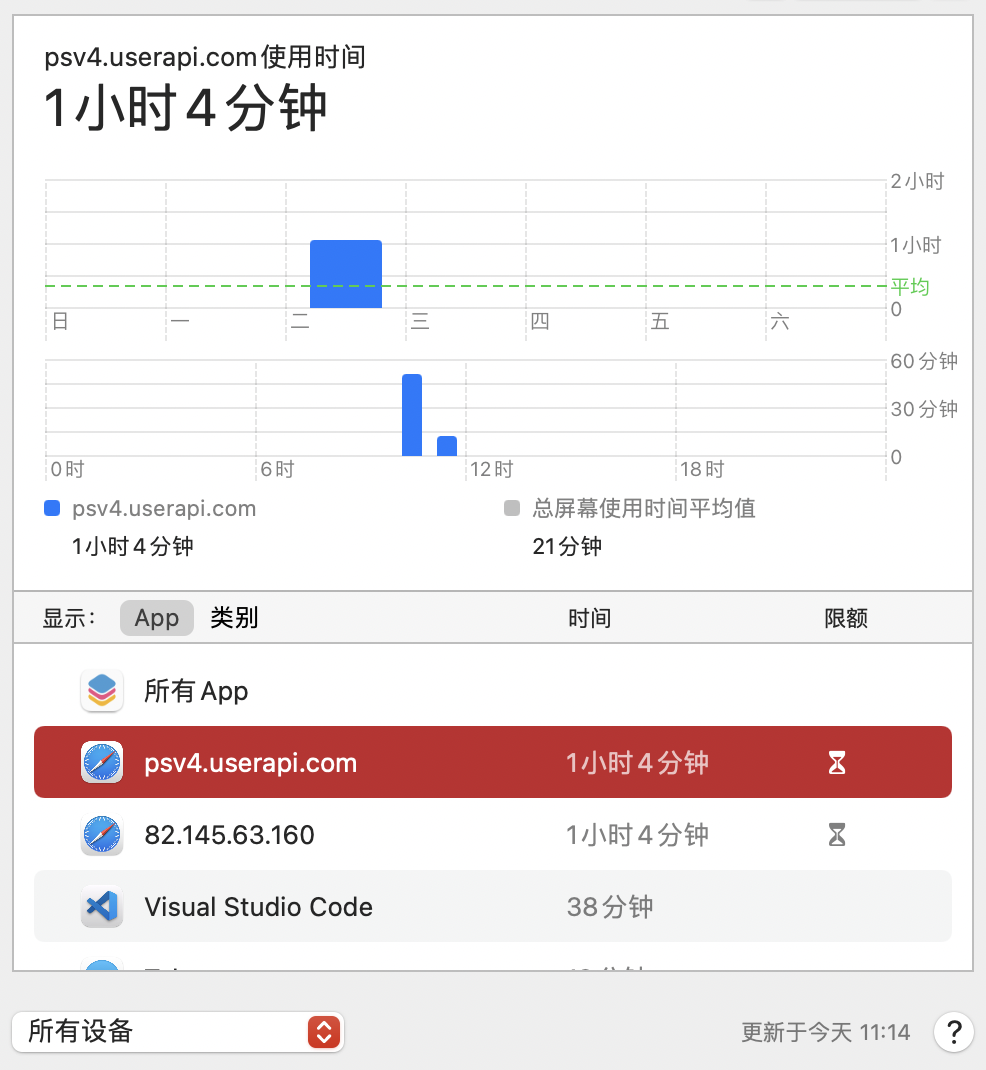 psv4.userapi.com使用时间
1小时4分钟
2小时
1小时
平均
0
日 一 二 三 四 五 六
60分钟
30分钟
0
0时 6时 12时 18时
psv4.userapi.com 总屏幕使用时间平均值
1小时4分钟 21分钟
显示： App 类别 时间 限额
所有App
psv4.userapi.com 1小时4分钟
82.145.63.160 1小时4分钟
Visual Studio Code 38分钟
所有设备 更新于今天 11:14 ?